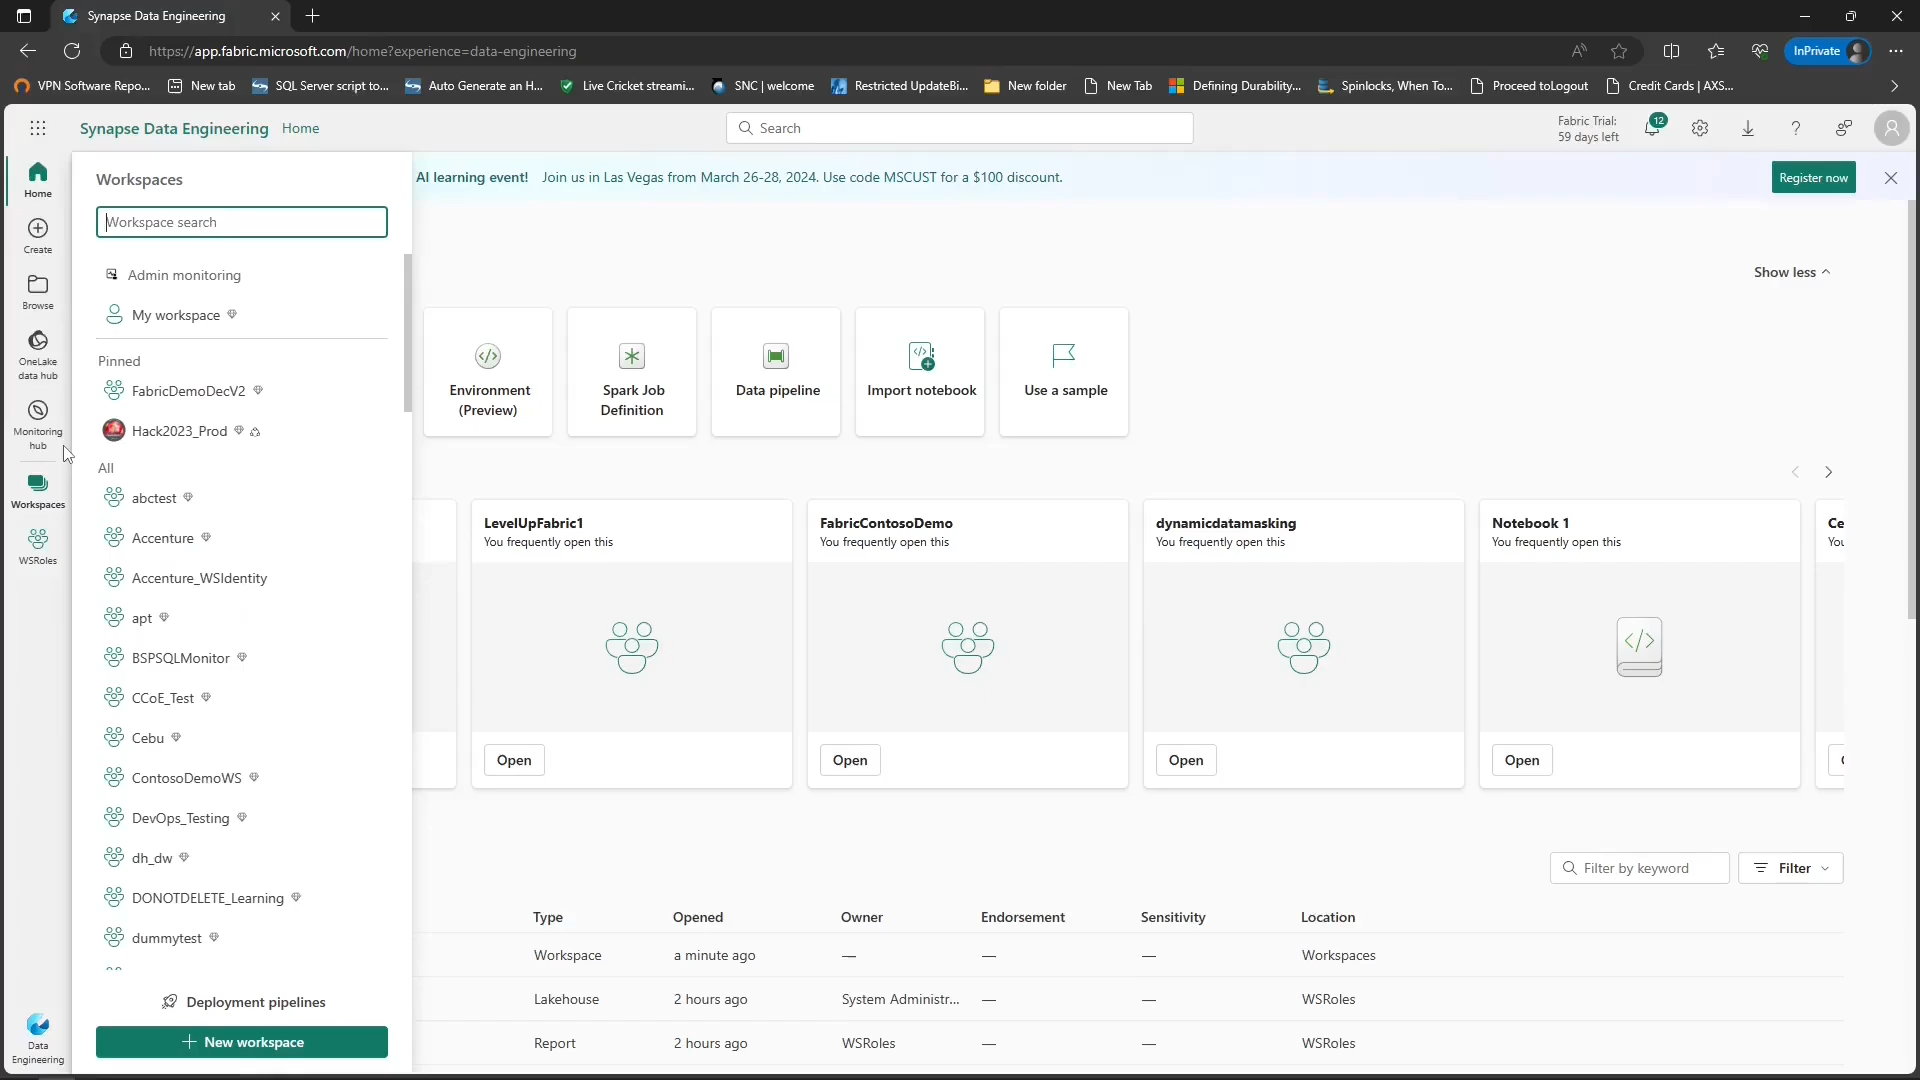 Synapse Data Engineering
https://app.fabric.microsoft.com/home?experience=data-engineering
InPrivate
VPN Software Repo...
New tab
SQL Server script to...
Auto Generate an H...
Live Cricket streami...
SNC | welcome
Restricted UpdateBi...
New folder
New Tab
Defining Durability,...
Spinlocks, When To...
Proceed toLogout
Credit Cards | AXS...
Synapse Data Engineering Home
Search
Fabric Trial:
59 days left
12
Home
Create
Browse
OneLake
data hub
Monitoring
hub
Workspaces
WSRoles
Data
Engineering
Workspaces
Workspace search
Admin monitoring
My workspace
Pinned
FabricDemoDecV2
Hack2023_Prod
All
abctest
Accenture
Accenture_WSIdentity
apt
BSPSQLMonitor
CCoE_Test
Cebu
ContosoDemoWS
DevOps_Testing
dh_dw
DONOTDELETE_Learning
dummytest
Deployment pipelines
New workspace
AI learning event! Join us in Las Vegas from March 26-28, 2024. Use code MSCUST for a $100 discount.
Register now
Show less
Environment
(Preview)
Spark Job
Definition
Data pipeline
Import notebook
Use a sample
LevelUpFabric1
You frequently open this
Open
FabricContosoDemo
You frequently open this
Open
dynamicdatamasking
You frequently open this
Open
Notebook 1
You frequently open this
Open
Ce
You
Filter by keyword
Filter
Type Opened Owner Endorsement Sensitivity Location
Workspace a minute ago — — — Workspaces
Lakehouse 2 hours ago System Administr... — — WSRoles
Report 2 hours ago WSRoles — — WSRoles